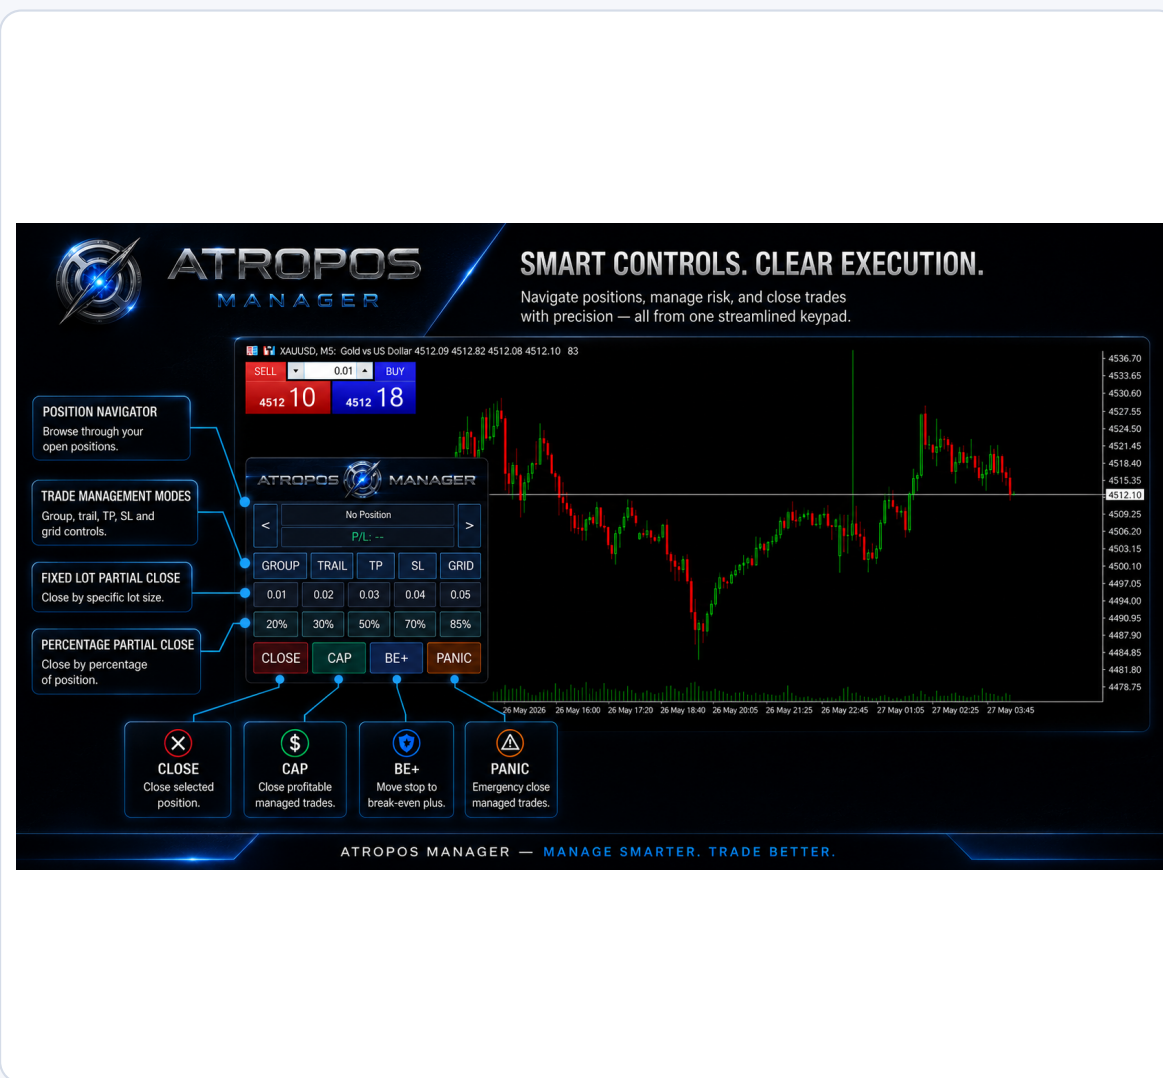 ATROPOS
MANAGER
SMART CONTROLS. CLEAR EXECUTION.
Navigate positions, manage risk, and close trades
with precision — all from one streamlined keypad.
XAUUSD, M5: Gold vs US Dollar 4512.09 4512.82 4512.08 4512.10 83
SELL 0.01 BUY
4512 10 4512 18
POSITION NAVIGATOR
Browse through your
open positions.
TRADE MANAGEMENT MODES
Group, trail, TP, SL and
grid controls.
FIXED LOT PARTIAL CLOSE
Close by specific lot size.
PERCENTAGE PARTIAL CLOSE
Close by percentage
of position.
ATROPOS MANAGER
< No Position >
P/L: --
GROUP TRAIL TP SL GRID
0.01 0.02 0.03 0.04 0.05
20% 30% 50% 70% 85%
CLOSE CAP BE+ PANIC
4536.70
4533.65
4530.60
4527.55
4524.50
4521.45
4518.40
4515.35
4512.10
4509.25
4506.20
4503.15
4500.10
4497.05
4494.00
4490.95
4487.90
4484.85
4481.80
4478.75
26 May 2026 26 May 16:00 26 May 17:20 26 May 18:40 26 May 20:05 26 May 21:25 26 May 22:45 27 May 01:05 27 May 02:25 27 May 03:45
CLOSE
Close selected
position.
$
CAP
Close profitable
managed trades.
BE+
Move stop to
break-even plus.
PANIC
Emergency close
managed trades.
ATROPOS MANAGER — MANAGE SMARTER. TRADE BETTER.